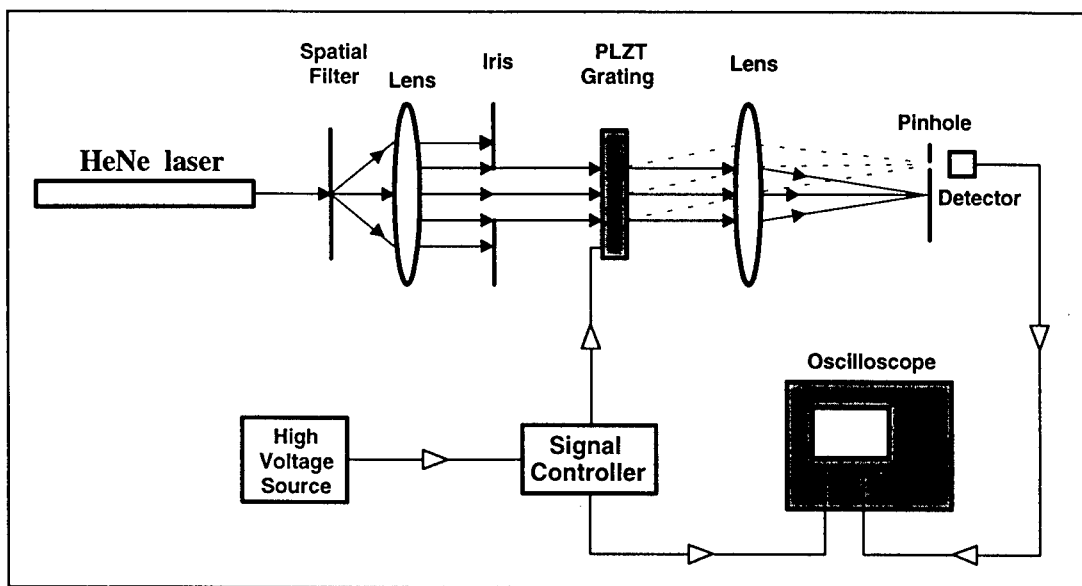 Spatial
Filter
Lens
Iris
PLZT
Grating
Lens
Pinhole
HeNe laser
Detector
Oscilloscope
High
Voltage
Source
Signal
Controller